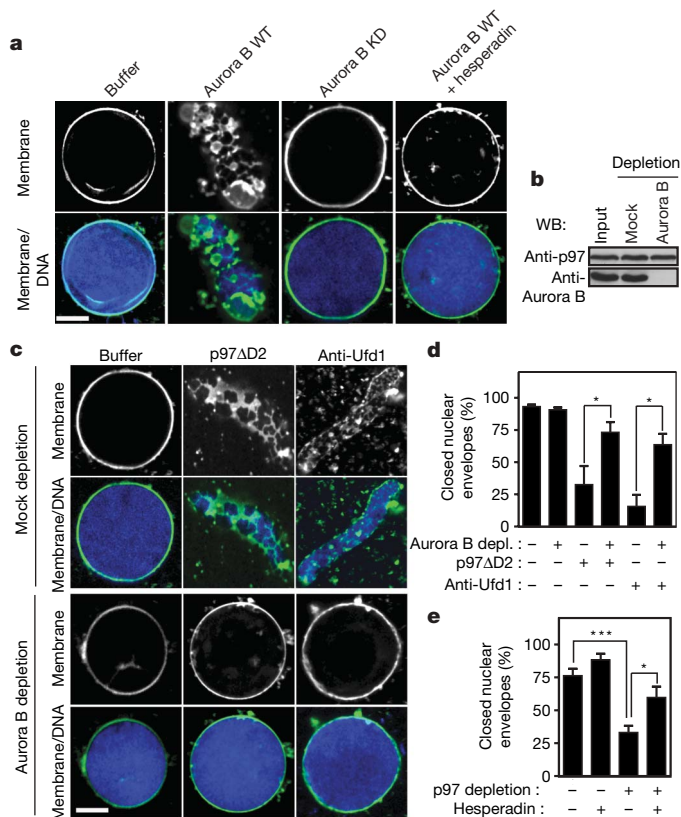 a
Buffer
Aurora B WT
Aurora B KD
Aurora B WT
+ hesperadin
Membrane
Membrane/
DNA
b
Depletion
WB:
Input
Mock
Aurora B
Anti-p97
Anti-
Aurora B
c
Buffer
p97ΔD2
Anti-Ufd1
Mock depletion
Membrane
Membrane/DNA
Aurora B depletion
Membrane
Membrane/DNA
d
Closed nuclear
envelopes (%)
100
75
50
25
0
*
*
Aurora B depl. : – + – + – +
p97ΔD2 : – – + + – –
Anti-Ufd1 : – – – – + +
e
Closed nuclear
envelopes (%)
100
75
50
25
0
***
*
p97 depletion : – – + +
Hesperadin : – + – +